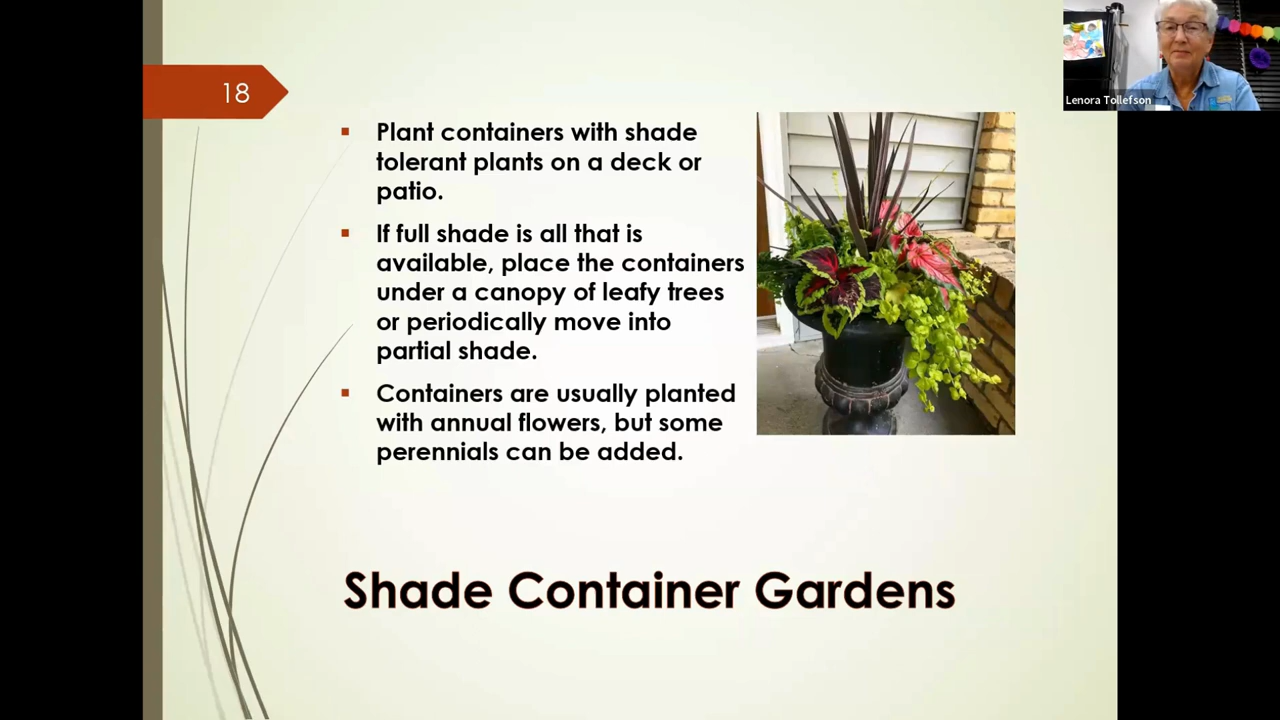 18
Plant containers with shade
tolerant plants on a deck or
patio.
If full shade is all that is
available, place the containers
under a canopy of leafy trees
or periodically move into
partial shade.
Containers are usually planted
with annual flowers, but some
perennials can be added.
Shade Container Gardens
Lenora Tollefson